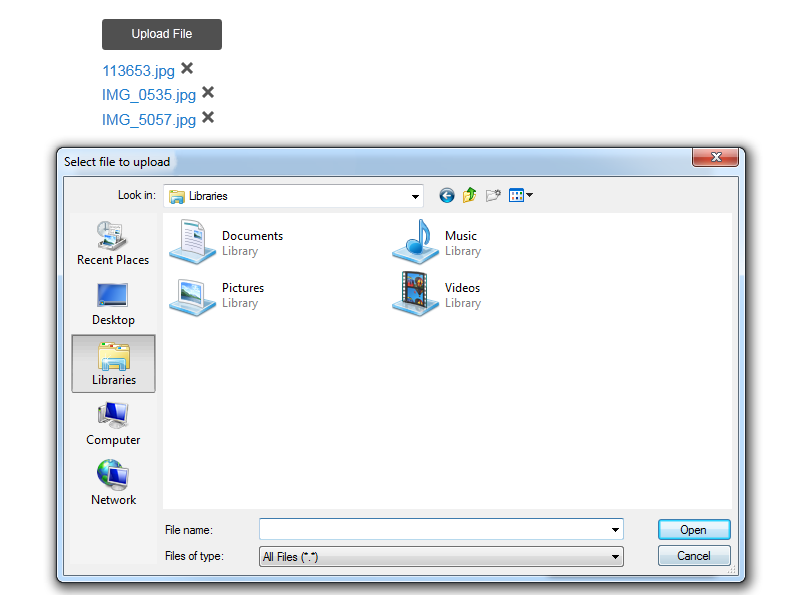 Upload File
113653.jpg
IMG_0535.jpg
IMG_5057.jpg
Select file to upload
Look in: Libraries
Recent Places
Desktop
Libraries
Computer
Network
Documents
Library
Music
Library
Pictures
Library
Videos
Library
File name:
Open
Files of type: All Files (*.*)
Cancel